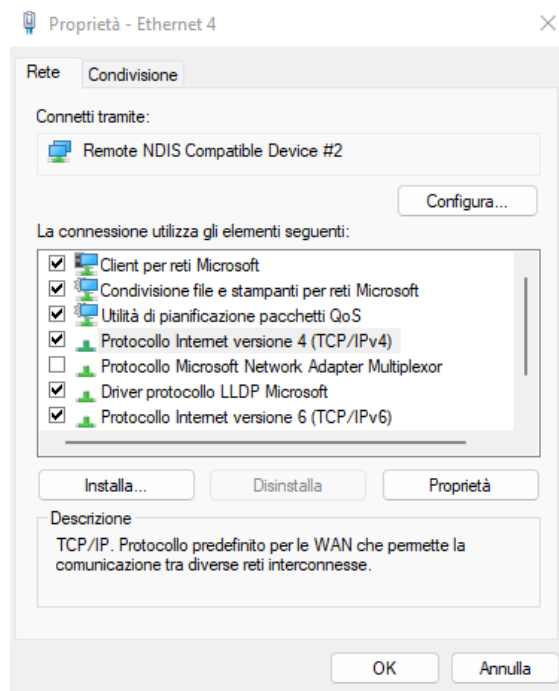 Proprietà - Ethernet 4
Rete
Condivisione
Connetti tramite:
Remote NDIS Compatible Device #2
Configura...
La connessione utilizza gli elementi seguenti:
Client per reti Microsoft
Condivisione file e stampanti per reti Microsoft
Utilità di pianificazione pacchetti QoS
Protocollo Internet versione 4 (TCP/IPv4)
Protocollo Microsoft Network Adapter Multiplexor
Driver protocollo LLDP Microsoft
Protocollo Internet versione 6 (TCP/IPv6)
Installa...
Disinstalla
Proprietà
Descrizione
TCP/IP. Protocollo predefinito per le WAN che permette la
comunicazione tra diverse reti interconnesse.
OK
Annulla